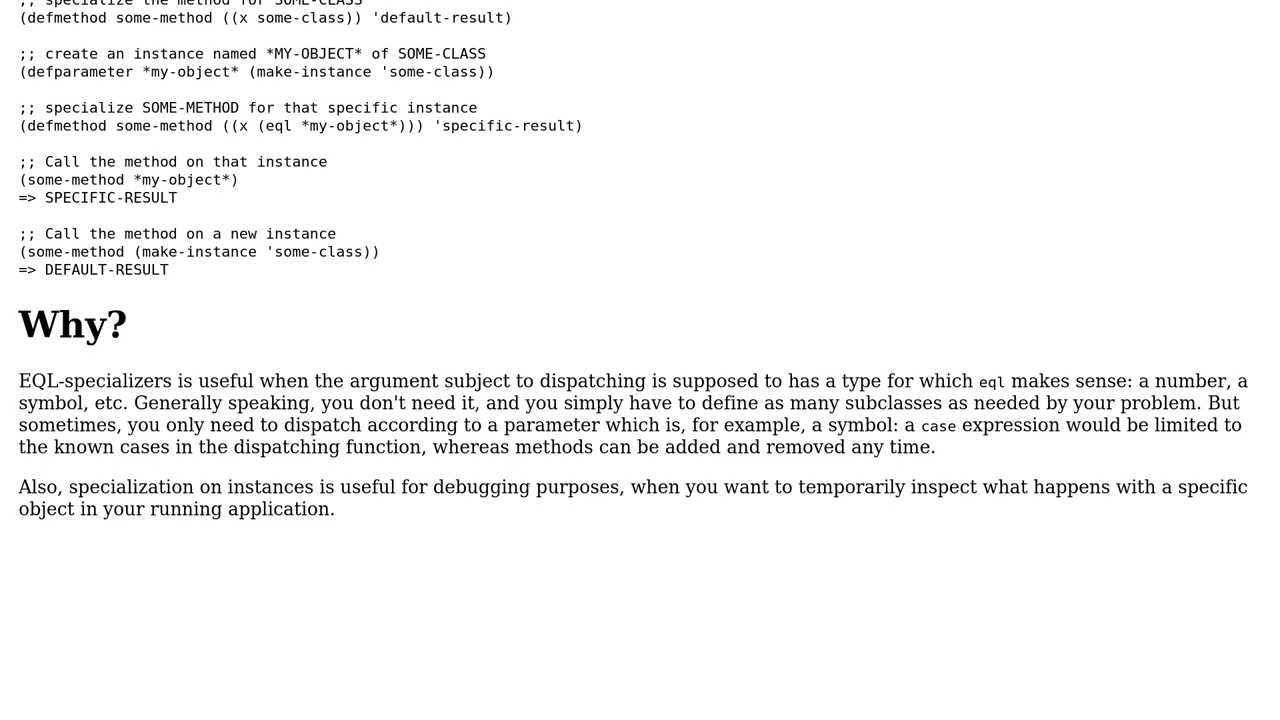 ;; specialize the method for SOME-CLASS
(defmethod some-method ((x some-class)) 'default-result)
;; create an instance named *MY-OBJECT* of SOME-CLASS
(defparameter *my-object* (make-instance 'some-class))
;; specialize SOME-METHOD for that specific instance
(defmethod some-method ((x (eql *my-object*))) 'specific-result)
;; Call the method on that instance
(some-method *my-object*)
=> SPECIFIC-RESULT
;; Call the method on a new instance
(some-method (make-instance 'some-class))
=> DEFAULT-RESULT
Why?
EQL-specializers is useful when the argument subject to dispatching is supposed to has a type for which eql makes sense: a number, a
symbol, etc. Generally speaking, you don't need it, and you simply have to define as many subclasses as needed by your problem. But
sometimes, you only need to dispatch according to a parameter which is, for example, a symbol: a case expression would be limited to
the known cases in the dispatching function, whereas methods can be added and removed any time.
Also, specialization on instances is useful for debugging purposes, when you want to temporarily inspect what happens with a specific
object in your running application.